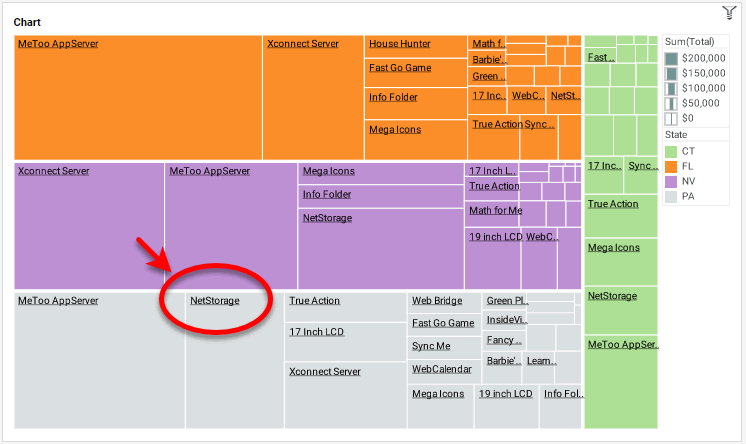 Chart
MeToo AppServer
Xconnect Server
House Hunter
Fast Go Game
Info Folder
Mega Icons
Math f..
Barbie'..
Green ..
17 Inc..
WebC..
NetSt..
True Action
Sync ..
Xconnect Server
MeToo AppServer
Mega Icons
Info Folder
NetStorage
17 Inch L..
True Action
Math for Me
19 inch LCD
WebC..
MeToo AppServer
NetStorage
True Action
17 Inch LCD
Xconnect Server
Web Bridge
Fast Go Game
Sync Me
WebCalendar
Mega Icons
Green Pl..
InsideVi..
Fancy ..
Barbie'..
Learn..
19 inch LCD
Info Fol..
Fast ..
17 Inc..
Sync ..
True Action
Mega Icons
NetStorage
MeToo AppSer..
Sum(Total)
$200,000
$150,000
$100,000
$50,000
$0
State
CT
FL
NV
PA